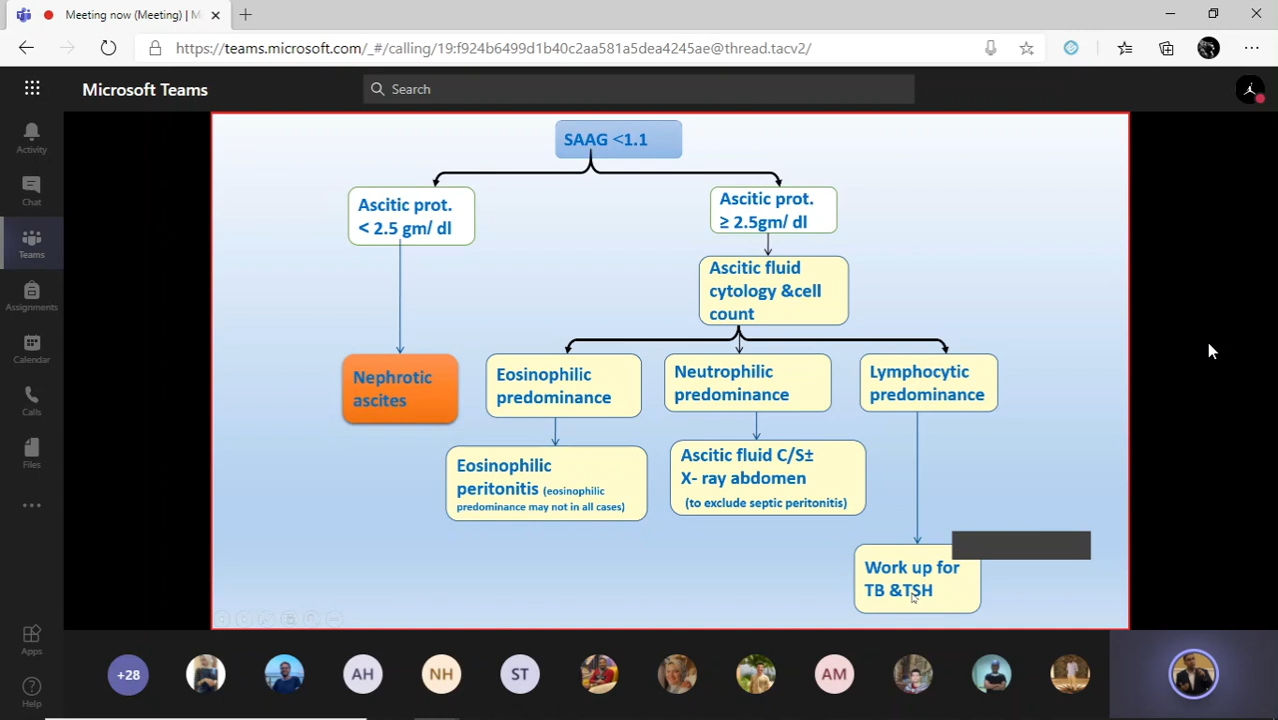 Meeting now (Meeting) | M
https://teams.microsoft.com/_#/calling/19:f924b6499d1b40c2aa581a5dea4245ae@thread.tacv2/
Microsoft Teams
Search
Activity
Chat
Teams
Assignments
Calendar
Calls
Files
Apps
Help
SAAG <1.1
Ascitic prot.
< 2.5 gm/ dl
Ascitic prot.
≥ 2.5gm/ dl
Ascitic fluid
cytology &cell
count
Nephrotic
ascites
Eosinophilic
predominance
Neutrophilic
predominance
Lymphocytic
predominance
Eosinophilic
peritonitis (eosinophilic
predominance may not in all cases)
Ascitic fluid C/S±
X- ray abdomen
(to exclude septic peritonitis)
Work up for
TB &TSH
+28
AH
NH
ST
AM